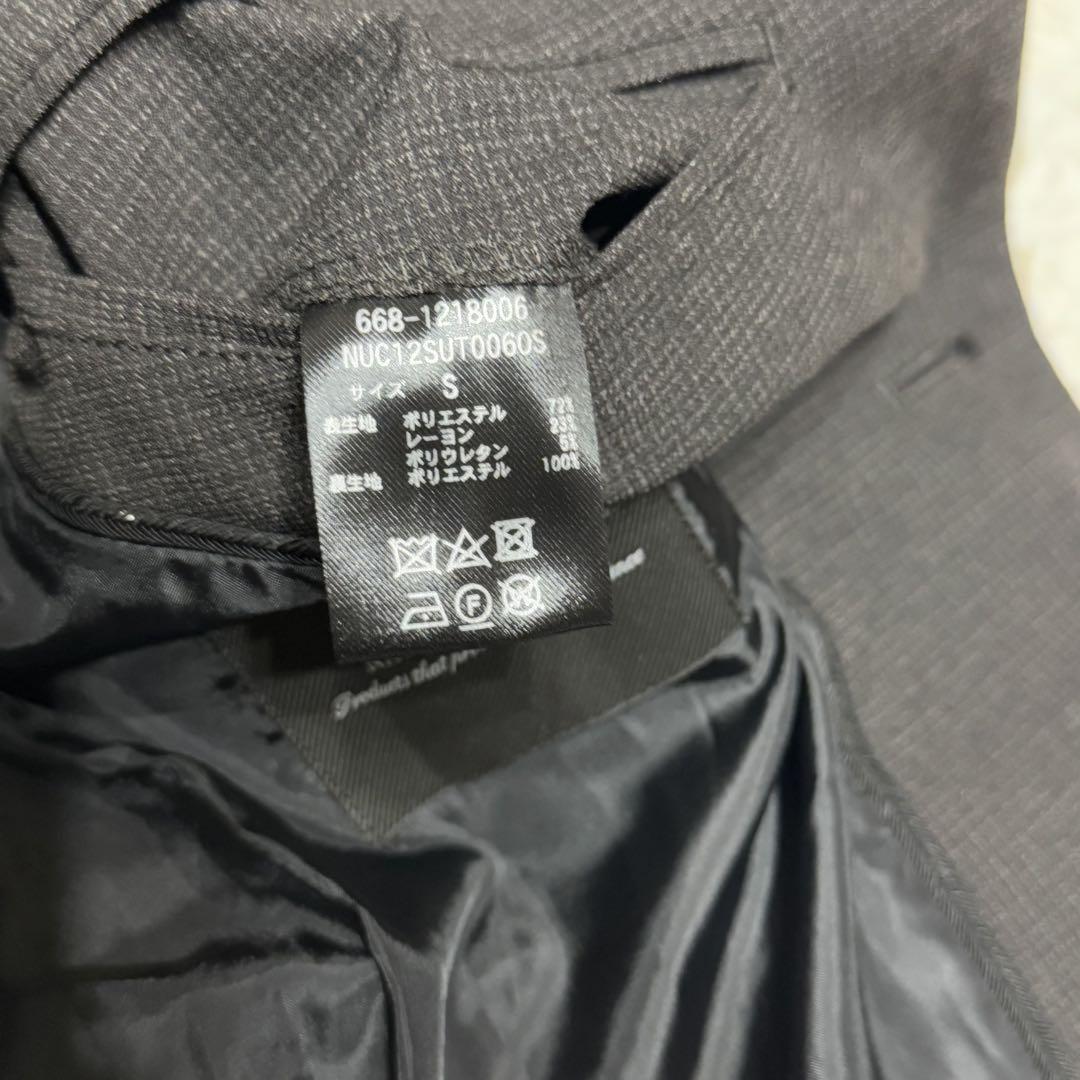 668-1218006
NUC12SUT0060S
サイズ S
表生地 ポリエステル 72%
レーヨン 23%
ポリウレタン 5%
裏生地 ポリエステル 100%
F
W
Products that